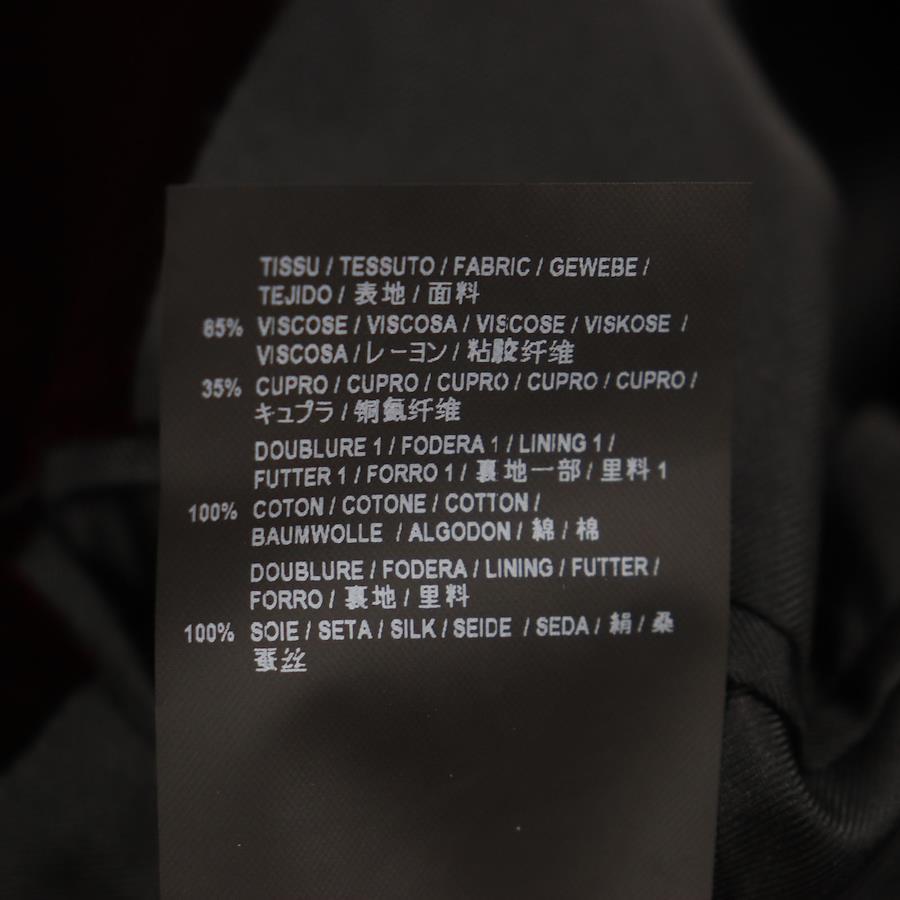 TISSU / TESSUTO / FABRIC / GEWEBE /
TEJIDO / 表地 / 面料
65% VISCOSE / VISCOSA / VISCOSE / VISKOSE /
VISCOSA / レーヨン / 粘胶纤维
35% CUPRO / CUPRO / CUPRO / CUPRO / CUPRO /
キュプラ / 铜氨纤维
DOUBLURE 1 / FODERA 1 / LINING 1 /
FUTTER 1 / FORRO 1 / 裏地一部 / 里料 1
100% COTON / COTONE / COTTON /
BAUMWOLLE / ALGODON / 綿 / 棉
DOUBLURE / FODERA / LINING / FUTTER /
FORRO / 裏地 / 里料
100% SOIE / SETA / SILK / SEIDE / SEDA / 絹 / 桑
蚕丝